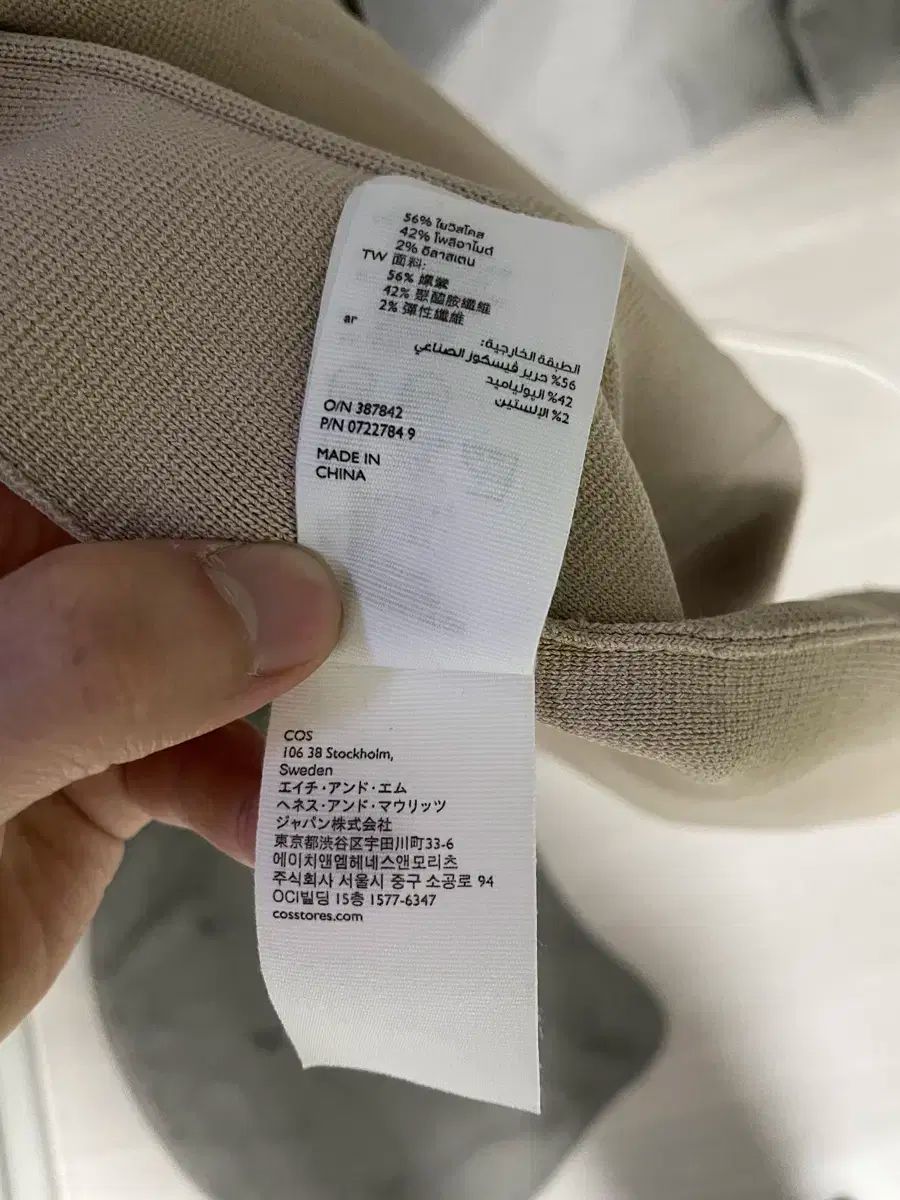 56% ใยวิสโคส
42% โพลีอาไมด์
2% อีลาสเตน
TW 面料:
56% 嫘縈
42% 聚醯胺纖維
2% 彈性纖維
ar
الطبقة الخارجية:
56% حرير فيسكوز الصناعي
42% البولياميد
2% الإلستين
O/N 387842
P/N 0722784 9
MADE IN
CHINA
COS
106 38 Stockholm,
Sweden
エイチ・アンド・エム
ヘネス・アンド・マウリッツ
ジャパン株式会社
東京都渋谷区宇田川町33-6
에이치앤엠헤네스앤모리츠
주식회사 서울시 중구 소공로 94
OCI빌딩 15층 1577-6347
cosstores.com